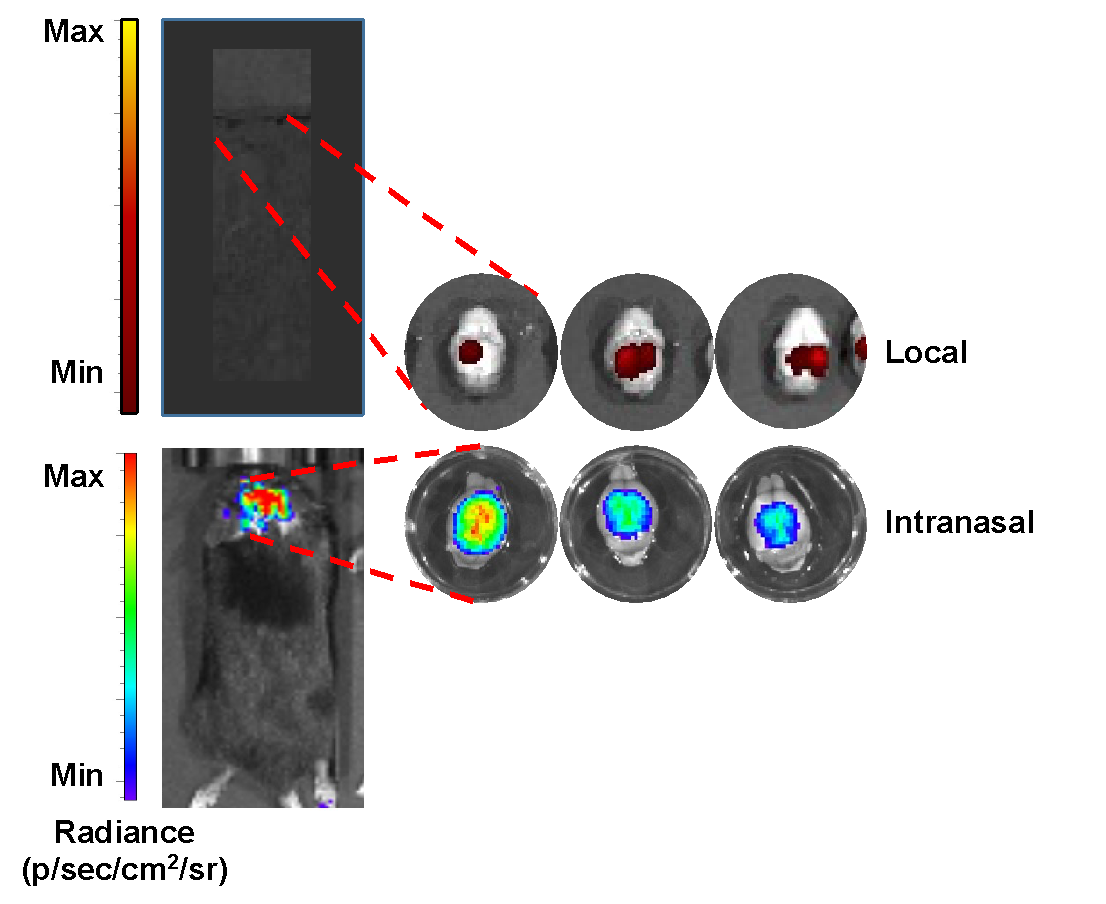 Max
Min
Local
Max
Intranasal
Min
Radiance
(p/sec/cm²/sr)